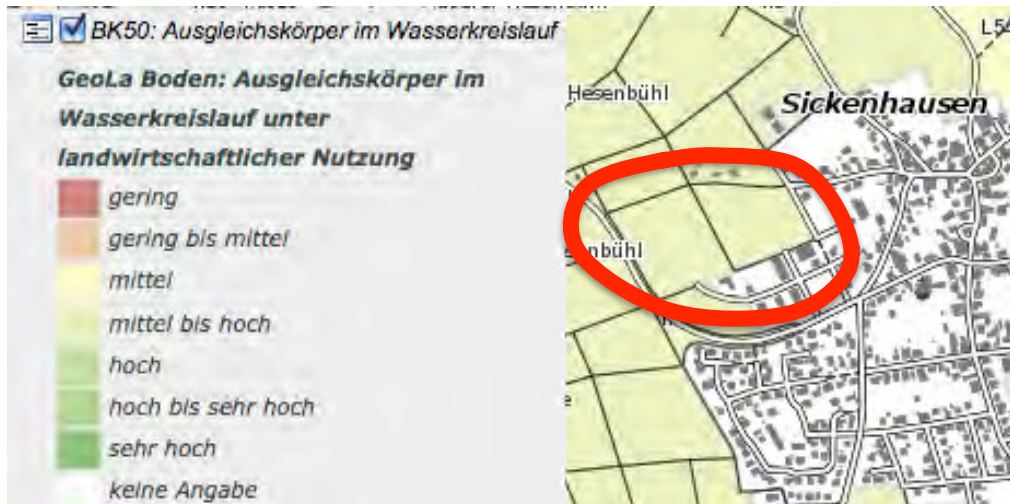 BK50: Ausgleichskörper im Wasserkreislauf
GeoLa Boden: Ausgleichskörper im
Wasserkreislauf unter
landwirtschaftlicher Nutzung
gering
gering bis mittel
mittel
mittel bis hoch
hoch
hoch bis sehr hoch
sehr hoch
keine Angabe
Hesenbühl
Sickenhausen
nbühl